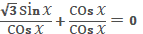 √3 Sin x / Cos x + Cos x / Cos x = 0